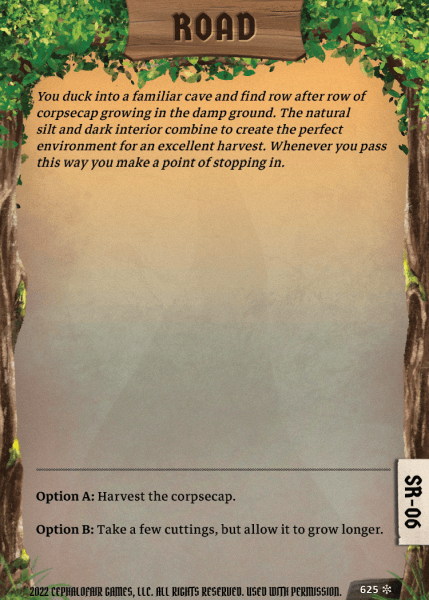 ROAD
You duck into a familiar cave and find row after row of
corpsecap growing in the damp ground. The natural
silt and dark interior combine to create the perfect
environment for an excellent harvest. Whenever you pass
this way you make a point of stopping in.
Option A: Harvest the corpsecap.
Option B: Take a few cuttings, but allow it to grow longer.
SR-06
2022 CEPHALOFAIR GAMES, LLC. ALL RIGHTS RESERVED. USED WITH PERMISSION.
625